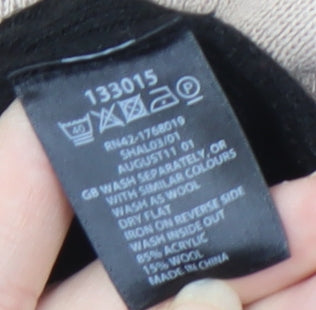 133015
40 P
RN42-1768019
SHAL03/01
AUGUST11 01
GB WASH SEPARATELY, OR
WITH SIMILAR COLOURS
WASH AS WOOL
DRY FLAT
IRON ON REVERSE SIDE
WASH INSIDE OUT
85% ACRYLIC
15% WOOL
MADE IN CHINA